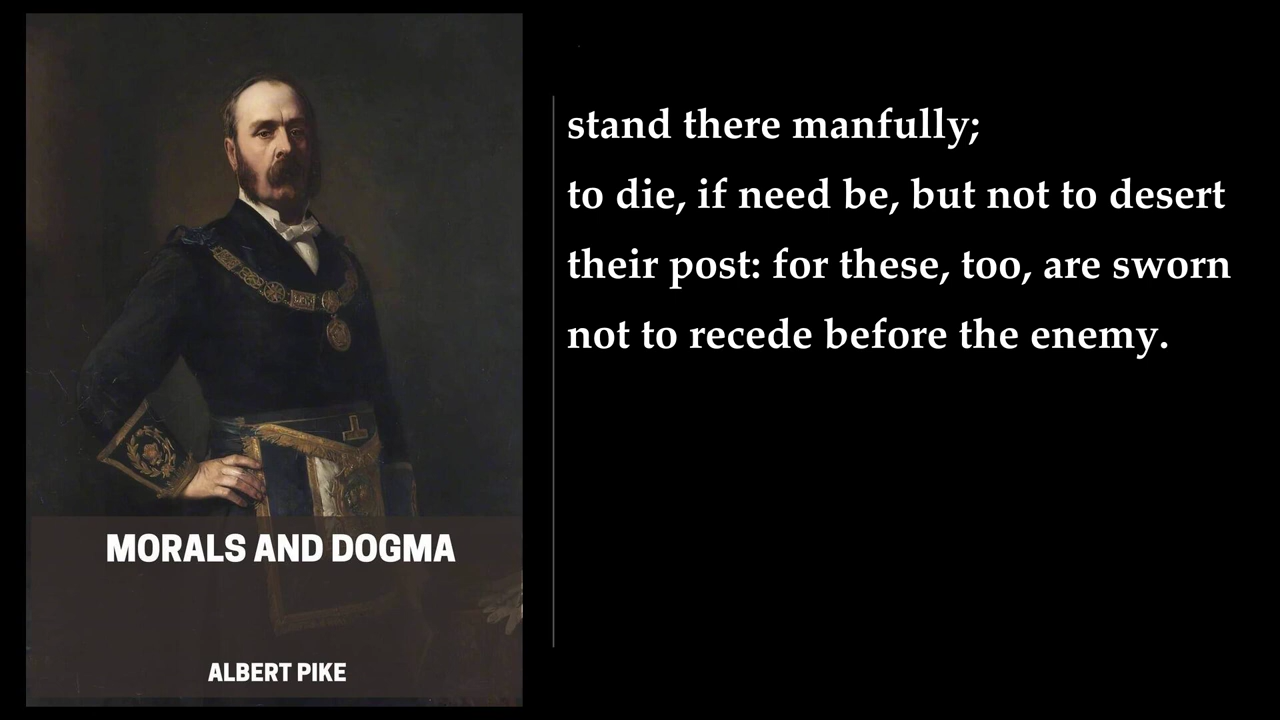 MORALS AND DOGMA
ALBERT PIKE
stand there manfully;
to die, if need be, but not to desert
their post: for these, too, are sworn
not to recede before the enemy.